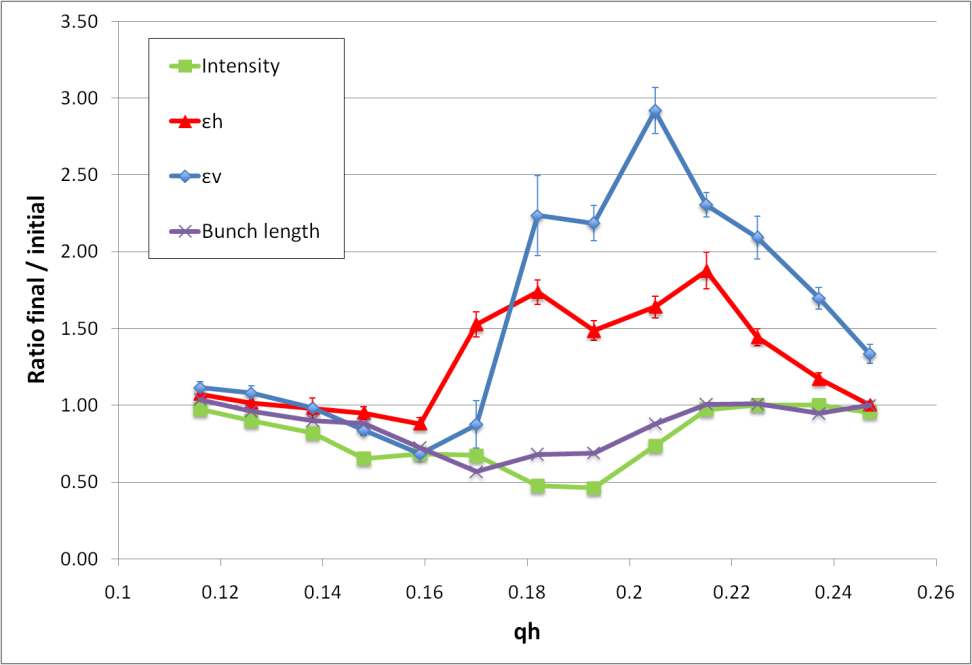 3.50
3.00
2.50
2.00
1.50
1.00
0.50
0.00
Ratio final / initial
Intensity
εh
εv
Bunch length
0.1 0.12 0.14 0.16 0.18 0.2 0.22 0.24 0.26
qh